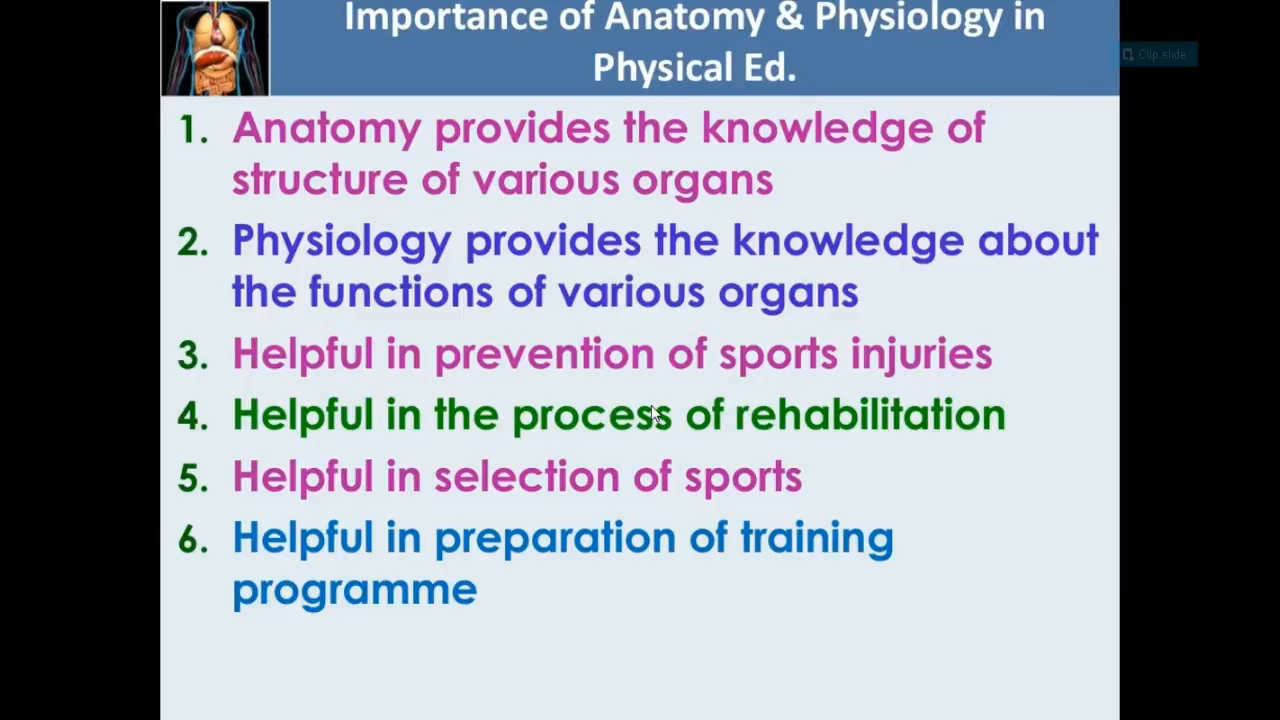 Importance of Anatomy & Physiology in
Physical Ed.
Clip slide
1. Anatomy provides the knowledge of
structure of various organs
2. Physiology provides the knowledge about
the functions of various organs
3. Helpful in prevention of sports injuries
4. Helpful in the process of rehabilitation
5. Helpful in selection of sports
6. Helpful in preparation of training
programme